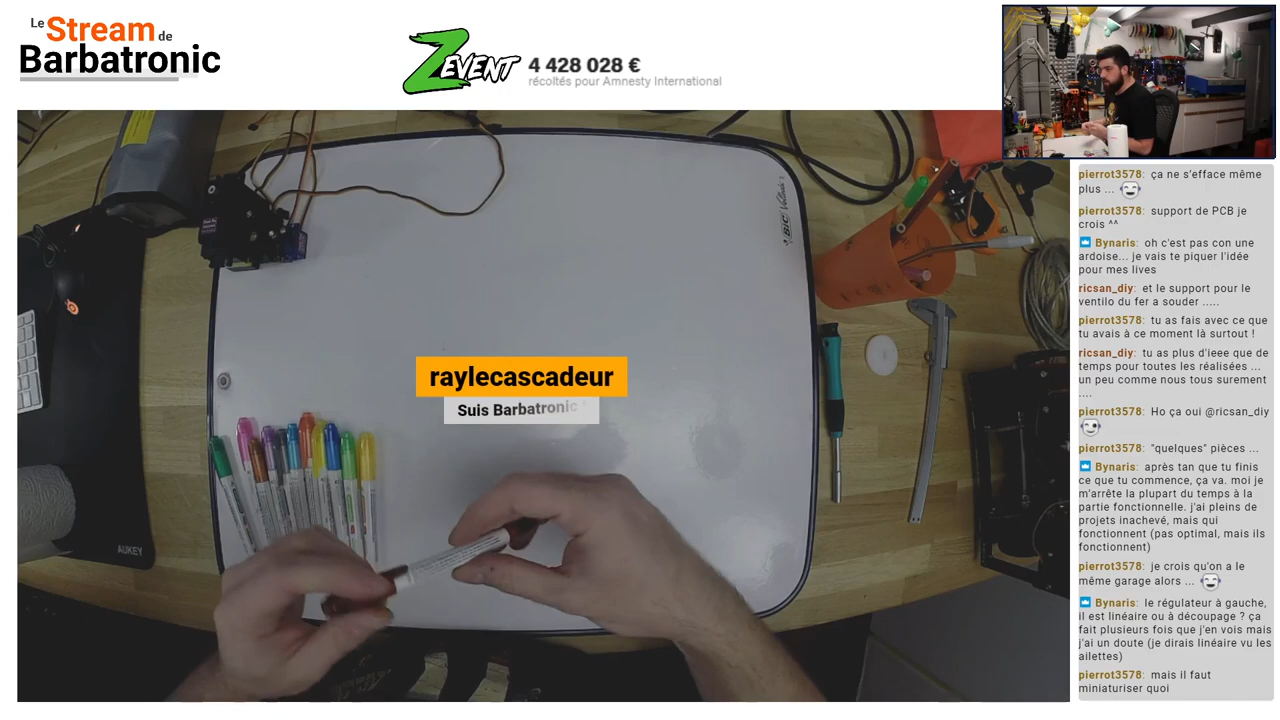 Le Stream de
Barbatronic
ZEVENT
4 428 028 €
récoltés pour Amnesty International
BIC Velleda
AUKEY
raylecascadeur
Suis Barbatronic
pierrot3578: ça ne s'efface même
plus ...
pierrot3578: support de PCB je
crois ^^
Bynaris: oh c'est pas con une
ardoise... je vais te piquer l'idée
pour mes lives
ricsan_diy: et le support pour le
ventilo du fer a souder .....
pierrot3578: tu as fais avec ce que
tu avais à ce moment là surtout !
ricsan_diy: tu as plus d'ieee que de
temps pour toutes les réalisées ...
un peu comme nous tous surement
....
pierrot3578: Ho ça oui @ricsan_diy
pierrot3578: "quelques" pièces ...
Bynaris: après tan que tu finis
ce que tu commence, ça va. moi je
m'arrête la plupart du temps à la
partie fonctionnelle. j'ai pleins de
projets inachevé, mais qui
fonctionnent (pas optimal, mais ils
fonctionnent)
pierrot3578: je crois qu'on a le
même garage alors ...
Bynaris: le régulateur à gauche,
il est linéaire ou à découpage ? ça
fait plusieurs fois que j'en vois mais
j'ai un doute (je dirais linéaire vu les
ailettes)
pierrot3578: mais il faut
miniaturiser quoi